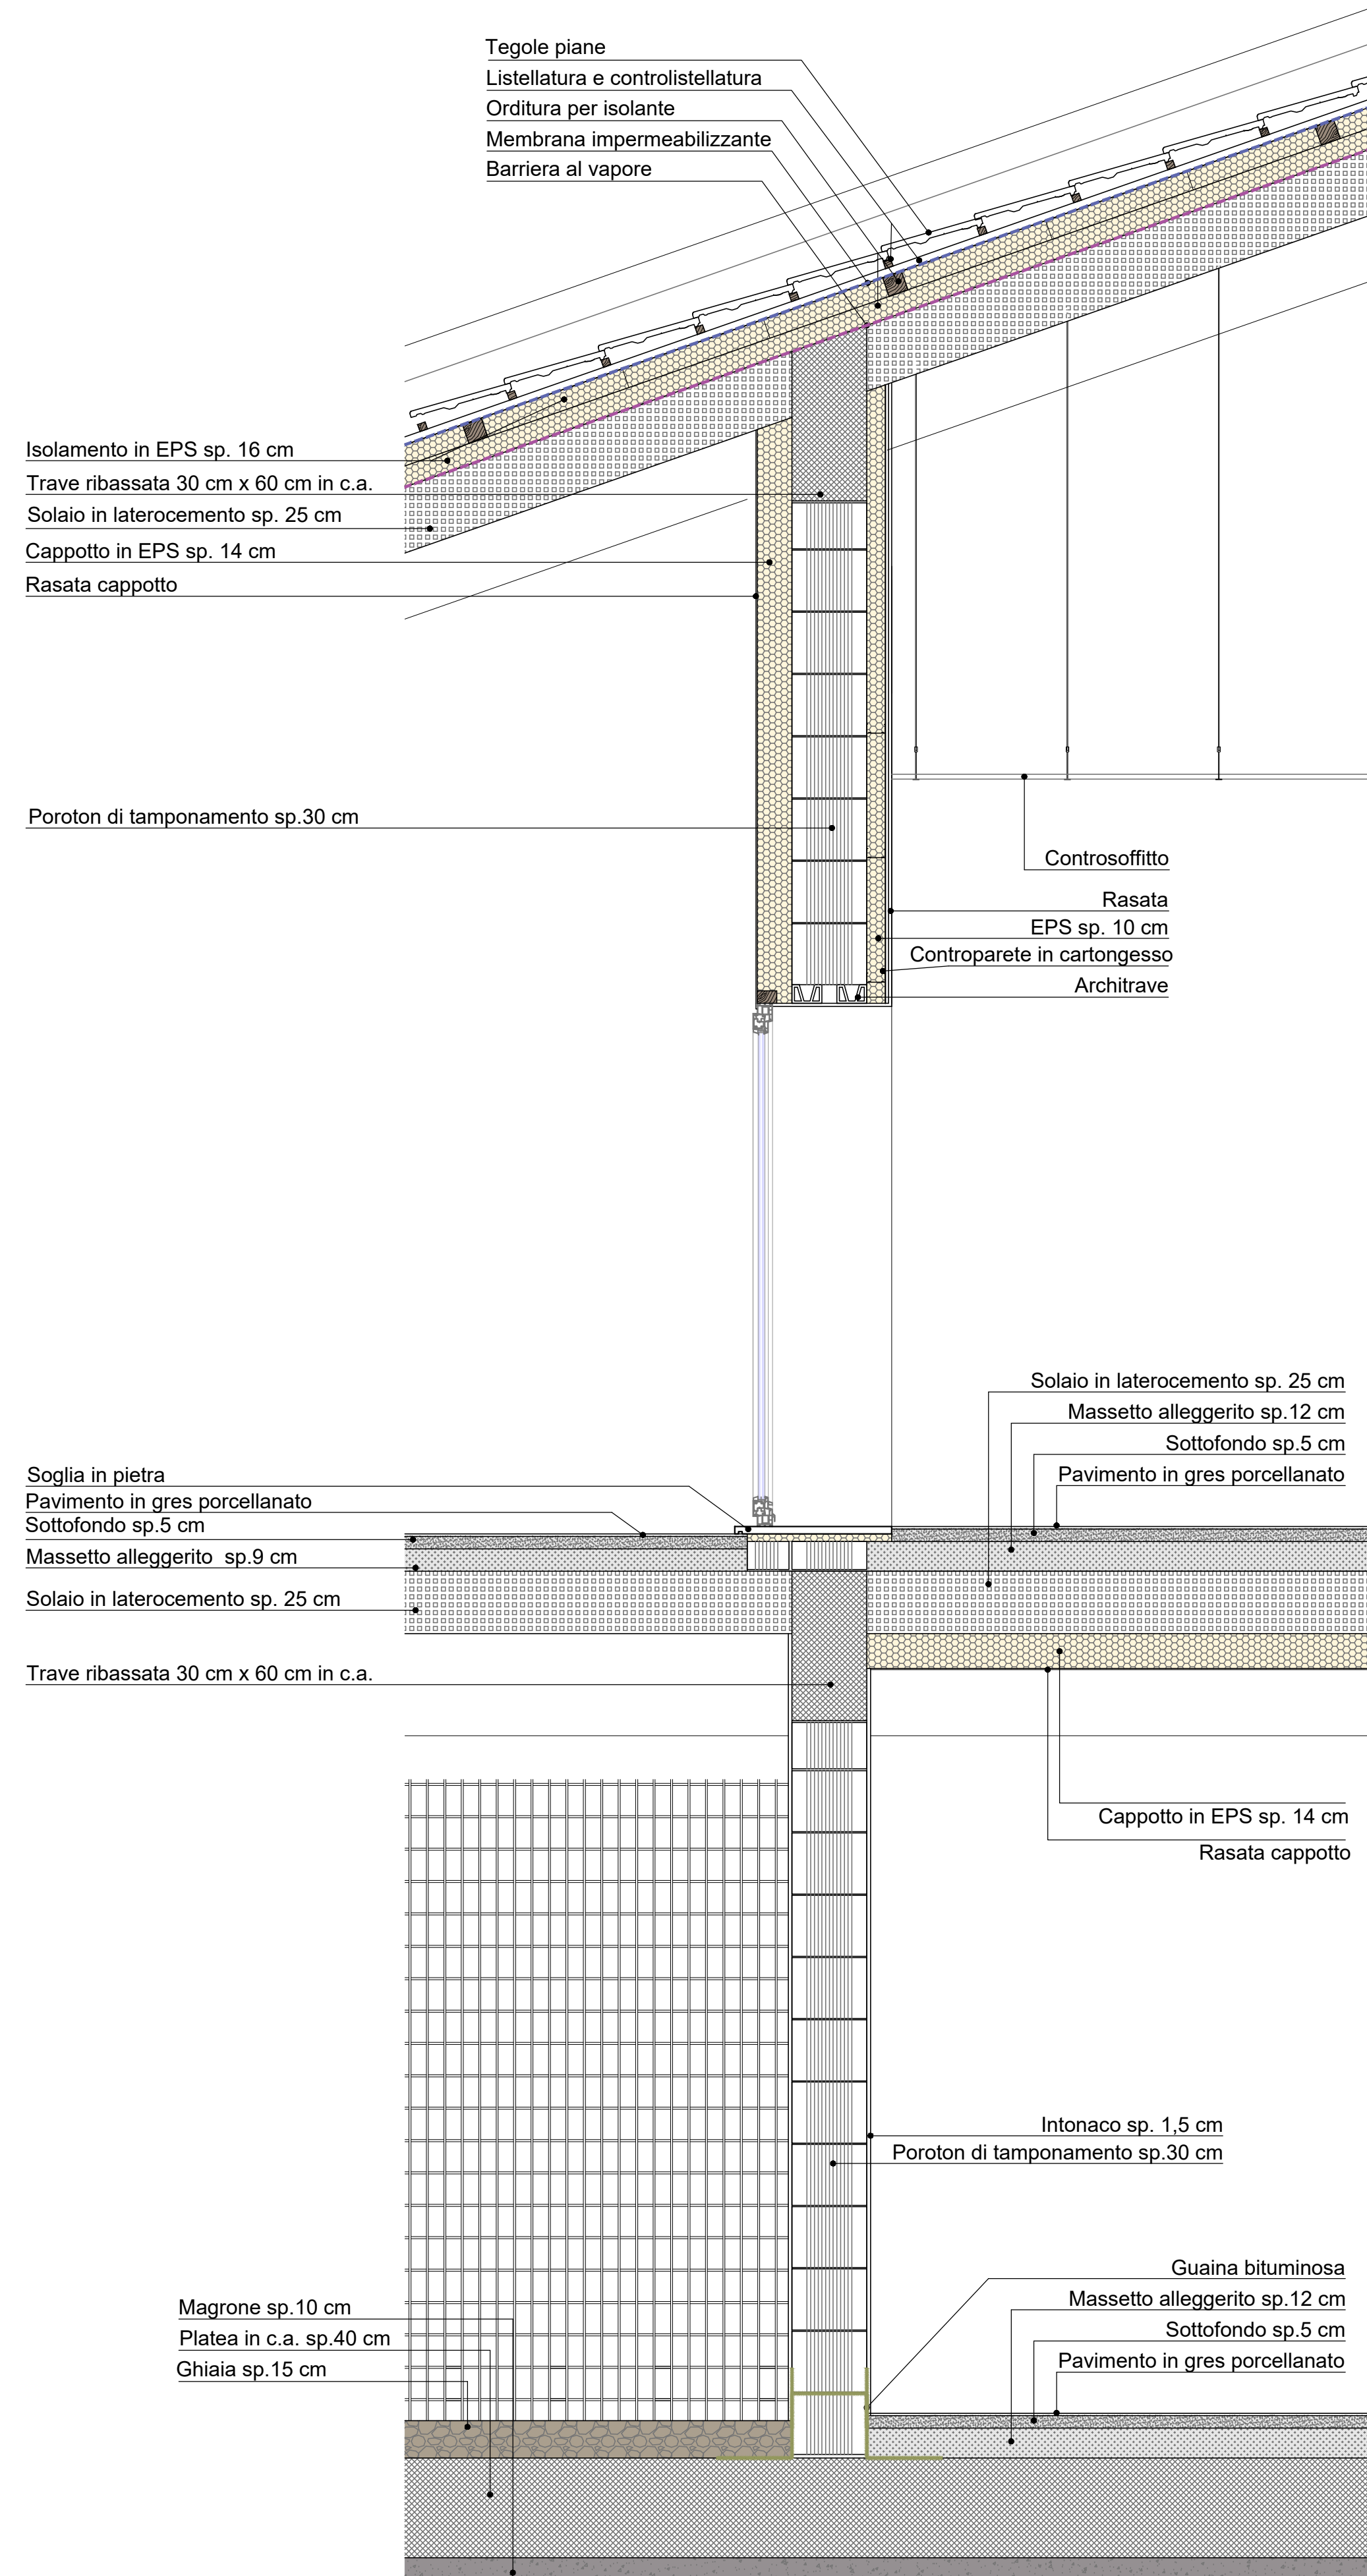 Tegole piane
Listellatura e controlistellatura
Orditura per isolante
Membrana impermeabilizzante
Barriera al vapore
Isolamento in EPS sp. 16 cm
Trave ribassata 30 cm x 60 cm in c.a.
Solaio in laterocemento sp. 25 cm
Cappotto in EPS sp. 14 cm
Rasata cappotto
Poroton di tamponamento sp.30 cm
Controsoffitto
Rasata
EPS sp. 10 cm
Controparete in cartongesso
Architrave
Solaio in laterocemento sp. 25 cm
Massetto alleggerito sp.12 cm
Sottofondo sp.5 cm
Pavimento in gres porcellanato
Soglia in pietra
Pavimento in gres porcellanato
Sottofondo sp.5 cm
Massetto alleggerito  sp.9 cm
Solaio in laterocemento sp. 25 cm
Trave ribassata 30 cm x 60 cm in c.a.
Cappotto in EPS sp. 14 cm
Rasata cappotto
Intonaco sp. 1,5 cm
Poroton di tamponamento sp.30 cm
Guaina bituminosa
Massetto alleggerito sp.12 cm
Sottofondo sp.5 cm
Pavimento in gres porcellanato
Magrone sp.10 cm
Platea in c.a. sp.40 cm
Ghiaia sp.15 cm